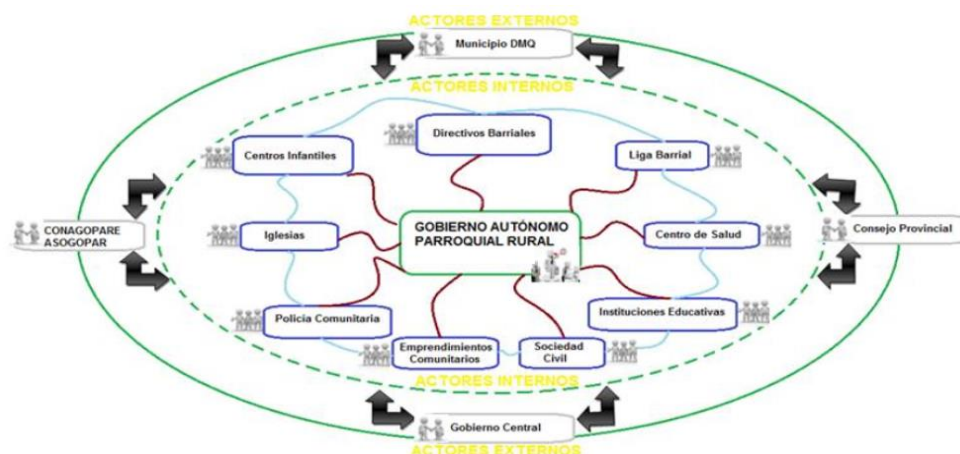 ACTORES EXTERNOS
Municipio DMQ
ACTORES INTERNOS
Directivos Barriales
Centros Infantiles
Liga Barrial
GOBIERNO AUTÓNOMO
PARROQUIAL RURAL
CONAGOPARE
ASOGOPAR
Iglesias
Centro de Salud
Consejo Provincial
Policía Comunitaria
Instituciones Educativas
Emprendimientos
Comunitarios
Sociedad
Civil
ACTORES INTERNOS
Gobierno Central
ACTORES EXTERNOS